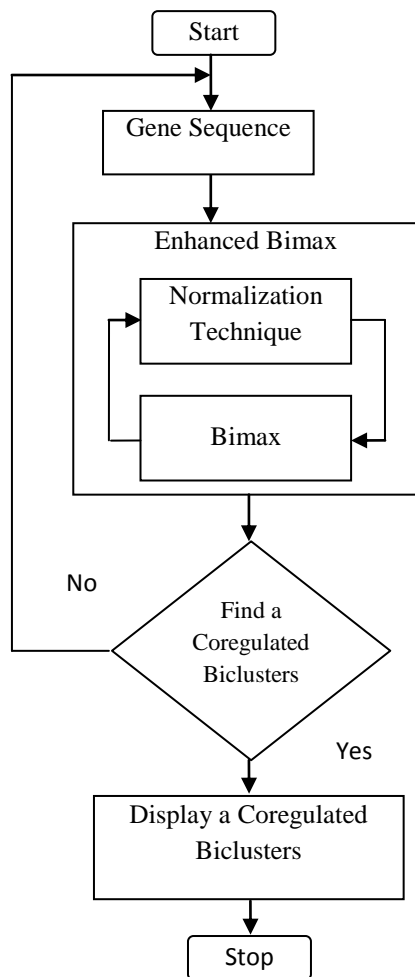 Start
Gene Sequence
Enhanced Bimax
Normalization
Technique
Bimax
No
Find a
Coregulated
Biclusters
Yes
Display a Coregulated
Biclusters
Stop